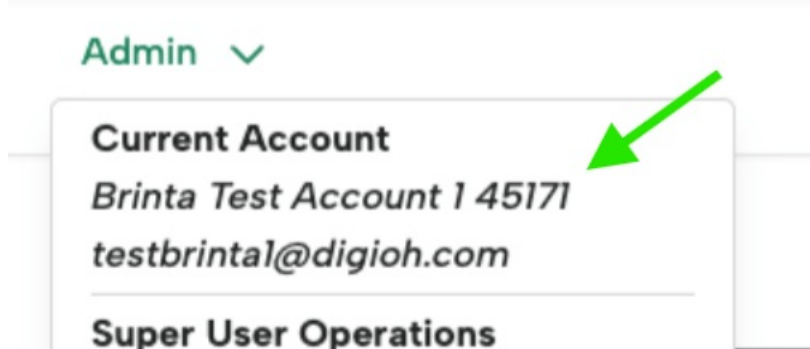 Admin
Current Account
Brinta Test Account 1 45171
testbrinta1@digioh.com
Super User Operations